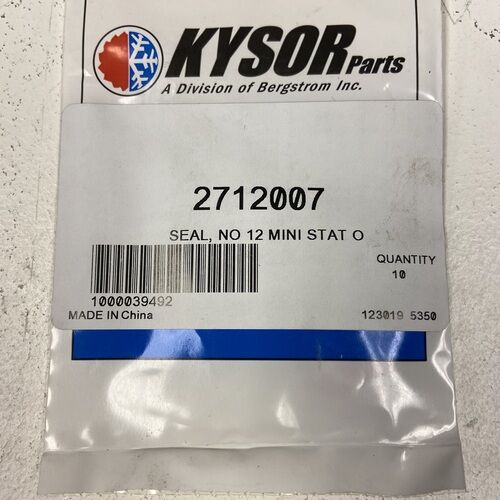 KYSOR Parts
A Division of Bergstrom Inc.
2712007
SEAL, NO 12 MINI STAT O
QUANTITY
10
1000039492
MADE IN China
123019 5350